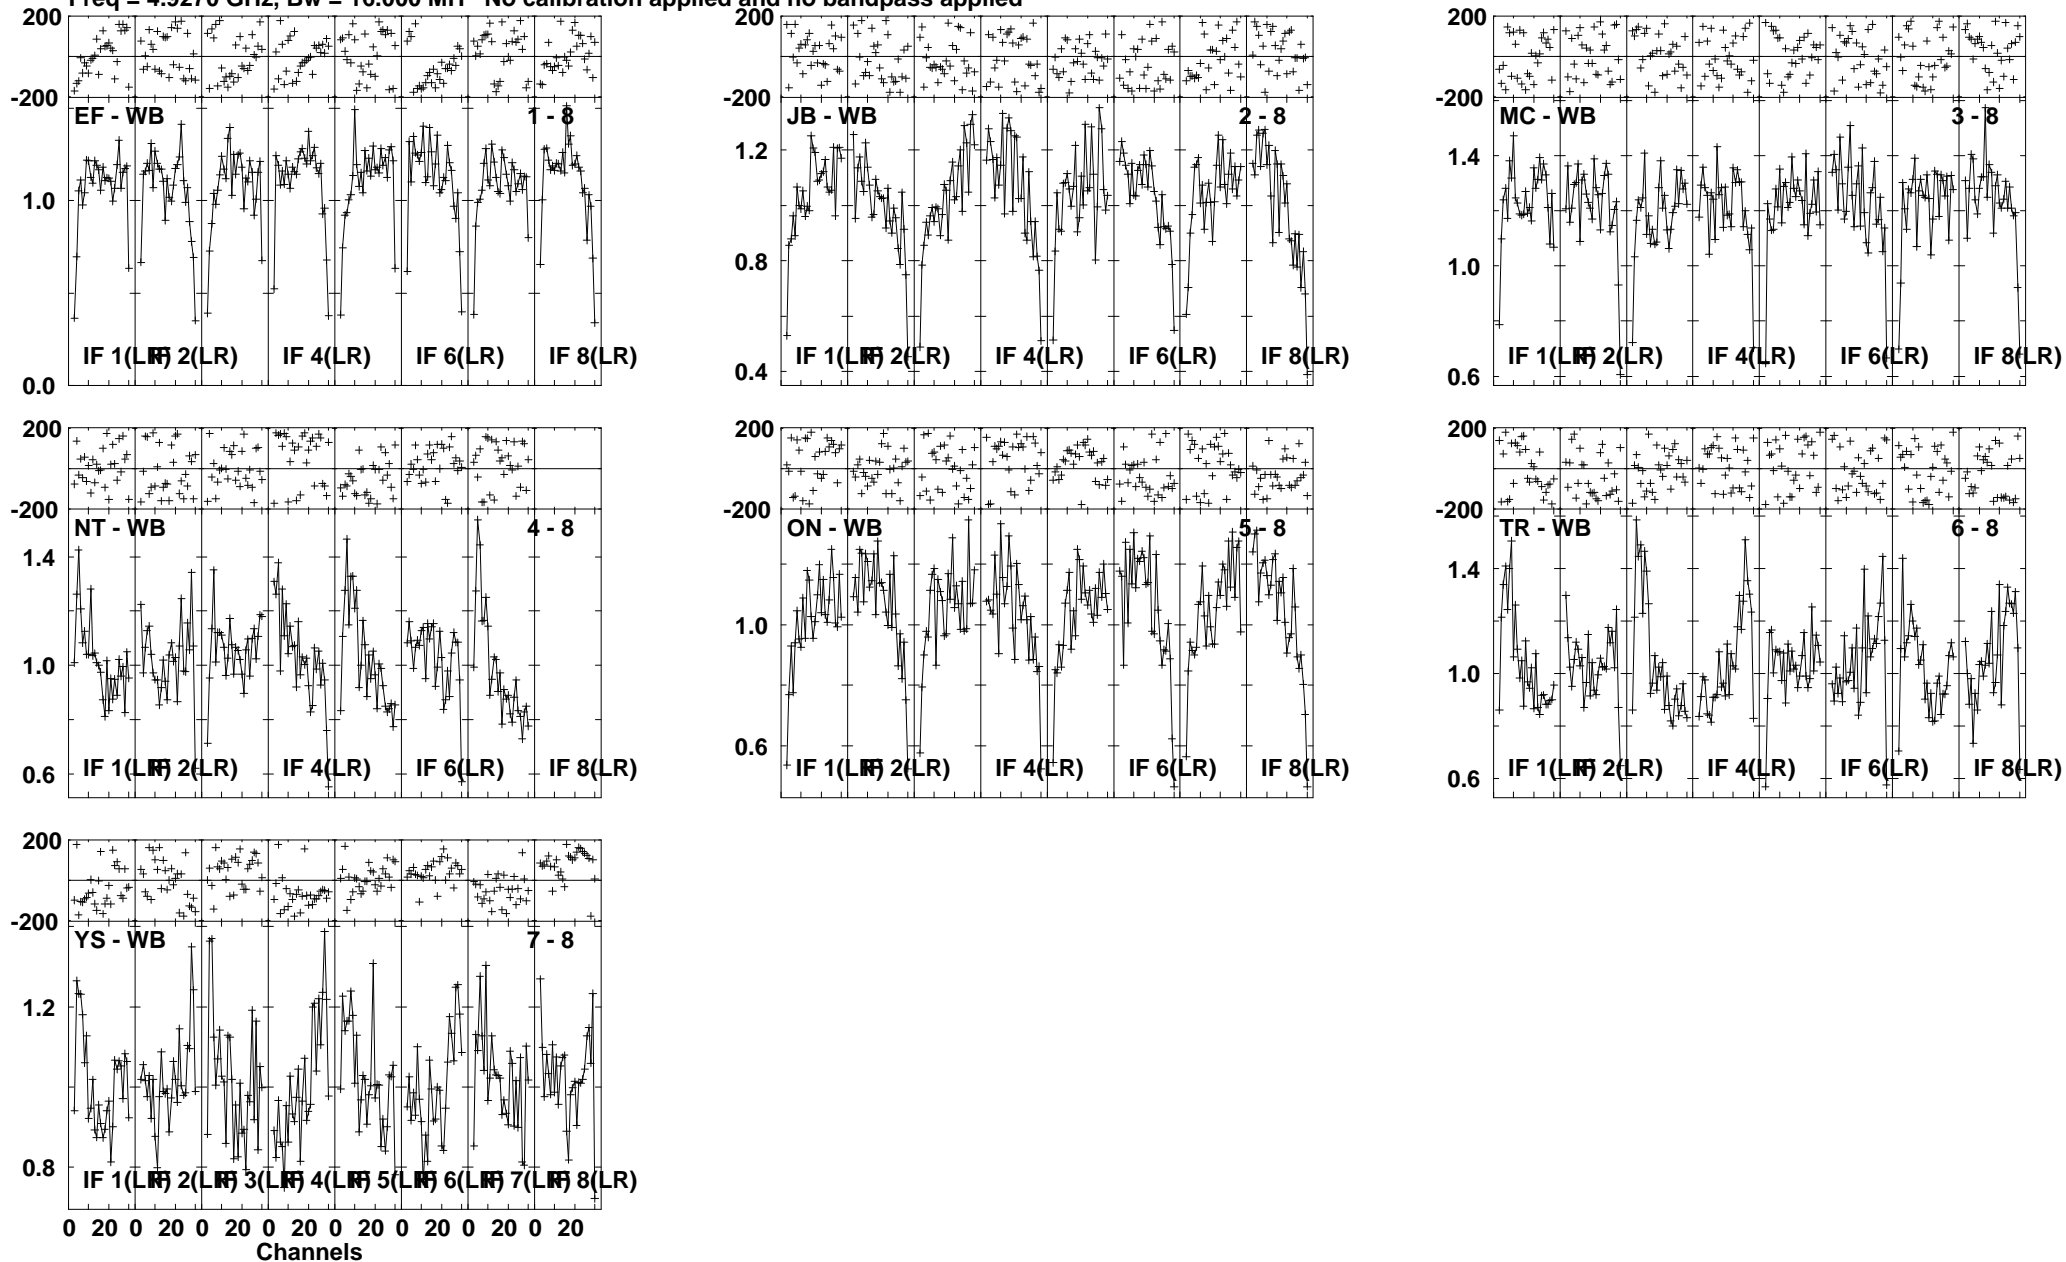 Freq = 4.9270 GHz, Bw = 16.000 MH No calibration applied and no bandpass applied
200
-200
EF - WB 1 - 8
1.0
0.0
IF 1(LR) IF 2(LR) IF 4(LR) IF 6(LR) IF 8(LR)
200
-200
JB - WB 2 - 8
1.2
0.8
0.4
IF 1(LR) IF 2(LR) IF 4(LR) IF 6(LR) IF 8(LR)
200
-200
MC - WB 3 - 8
1.4
1.0
0.6
IF 1(LR) IF 2(LR) IF 4(LR) IF 6(LR) IF 8(LR)
200
-200
NT - WB 4 - 8
1.4
1.0
0.6
IF 1(LR) IF 2(LR) IF 4(LR) IF 6(LR) IF 8(LR)
200
-200
ON - WB 5 - 8
1.0
0.6
IF 1(LR) IF 2(LR) IF 4(LR) IF 6(LR) IF 8(LR)
200
-200
TR - WB 6 - 8
1.4
1.0
0.6
IF 1(LR) IF 2(LR) IF 4(LR) IF 6(LR) IF 8(LR)
200
-200
YS - WB 7 - 8
1.2
0.8
IF 1(LR) IF 2(LR) IF 3(LR) IF 4(LR) IF 5(LR) IF 6(LR) IF 7(LR) IF 8(LR)
0 20 0 20 0 20 0 20 0 20 0 20 0 20 0 20
Channels